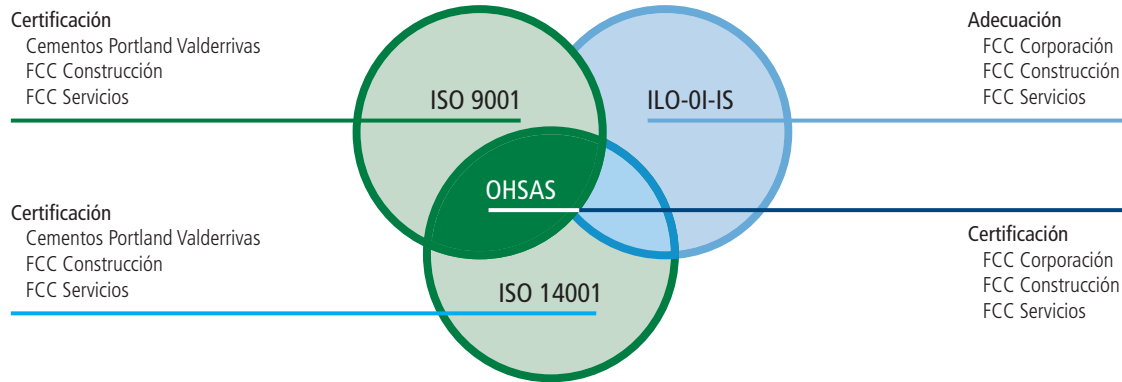 Certificación
Cementos Portland Valderrivas
FCC Construcción
FCC Servicios
ISO 9001
ILO-0I-IS
Adecuación
FCC Corporación
FCC Construcción
FCC Servicios
OHSAS
Certificación
Cementos Portland Valderrivas
FCC Construcción
FCC Servicios
ISO 14001
Certificación
FCC Corporación
FCC Construcción
FCC Servicios